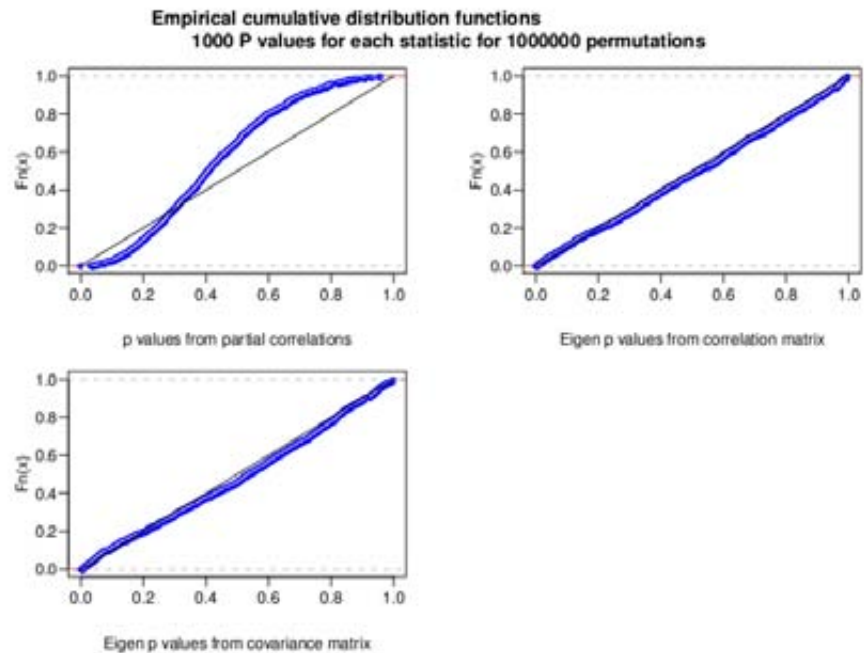 Empirical cumulative distribution functions
1000 P values for each statistic for 1000000 permutations
Fn(x)
1.0
0.8
0.6
0.4
0.2
0.0
0.0 0.2 0.4 0.6 0.8 1.0
p values from partial correlations
Fn(x)
1.0
0.8
0.6
0.4
0.2
0.0
0.0 0.2 0.4 0.6 0.8 1.0
Eigen p values from correlation matrix
Fn(x)
1.0
0.8
0.6
0.4
0.2
0.0
0.0 0.2 0.4 0.6 0.8 1.0
Eigen p values from covariance matrix